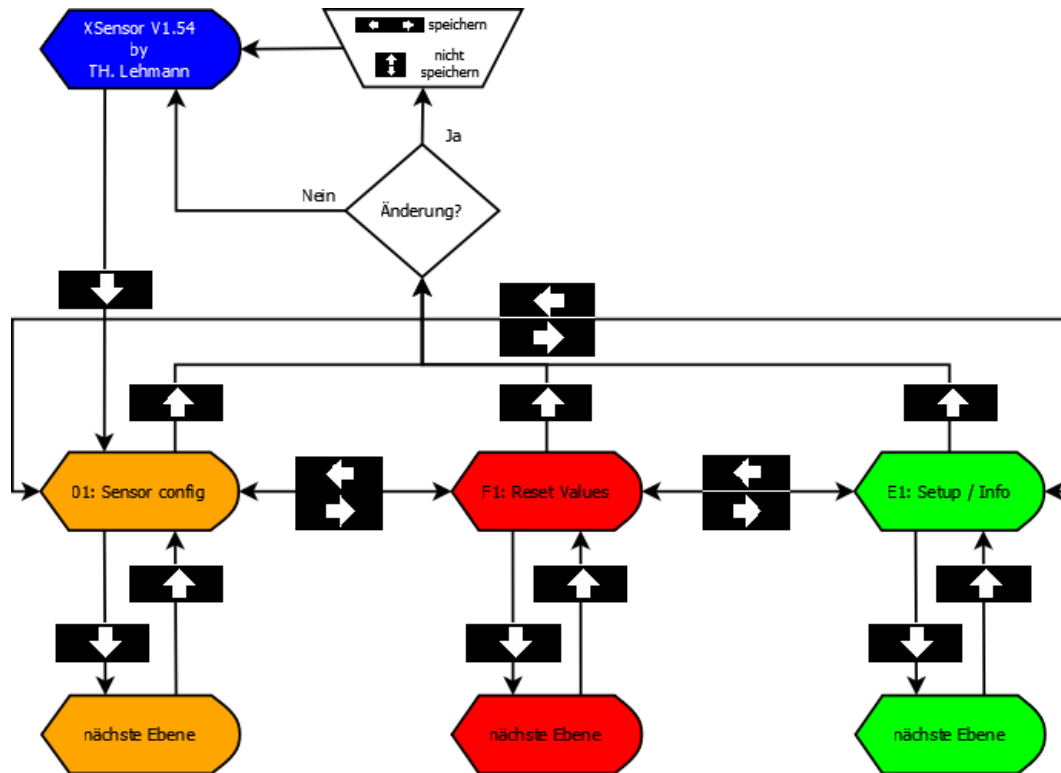 XSensor V1.54
by
TH. Lehmann
speichern
nicht
speichern
Ja
Nein
Änderung?
01: Sensor config
F1: Reset Values
E1: Setup / Info
nächste Ebene
nächste Ebene
nächste Ebene